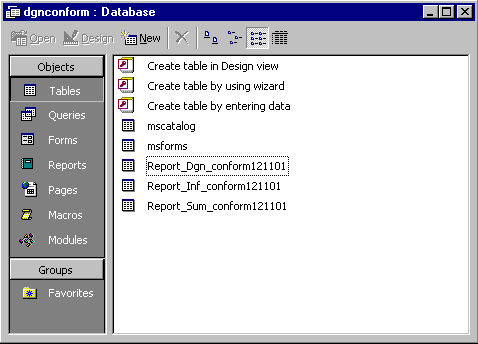 dgnconform : Database
Open Design New
Objects
Tables
Queries
Forms
Reports
Pages
Macros
Modules
Groups
Favorites
Create table in Design view
Create table by using wizard
Create table by entering data
mscatalog
msforms
Report_Dgn_conform121101
Report_Inf_conform121101
Report_Sum_conform121101